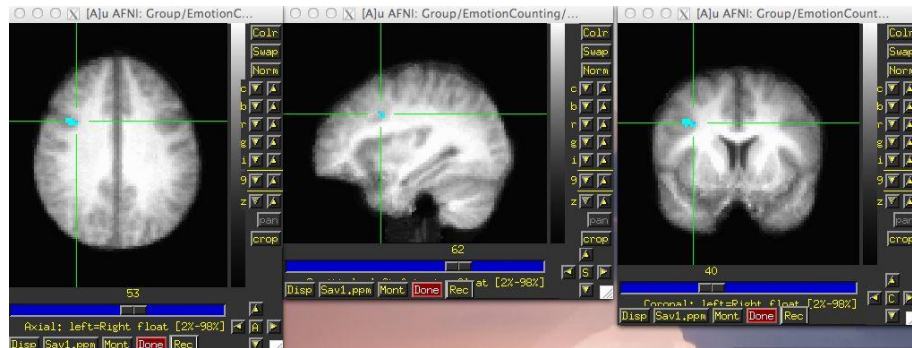 [A]u AFNI: Group/EmotionC...
Colr
Swap
Norm
c
b
r
g
i
9
z
pan
crop
53
Axial: left=Right float [2%-98%]
A
Disp
Sav1.ppm
Mont
Done
Rec
[A]u AFNI: Group/EmotionCounting/...
Colr
Swap
Norm
c
b
r
g
i
9
z
pan
crop
62
[2%-98%]
S
Disp
Sav1.ppm
Mont
Done
Rec
[A]u AFNI: Group/EmotionCount...
Colr
Swap
Norm
c
b
r
g
i
9
z
pan
crop
40
Coronal: left=Right float [2%-98%]
C
Disp
Sav1.ppm
Mont
Done
Rec